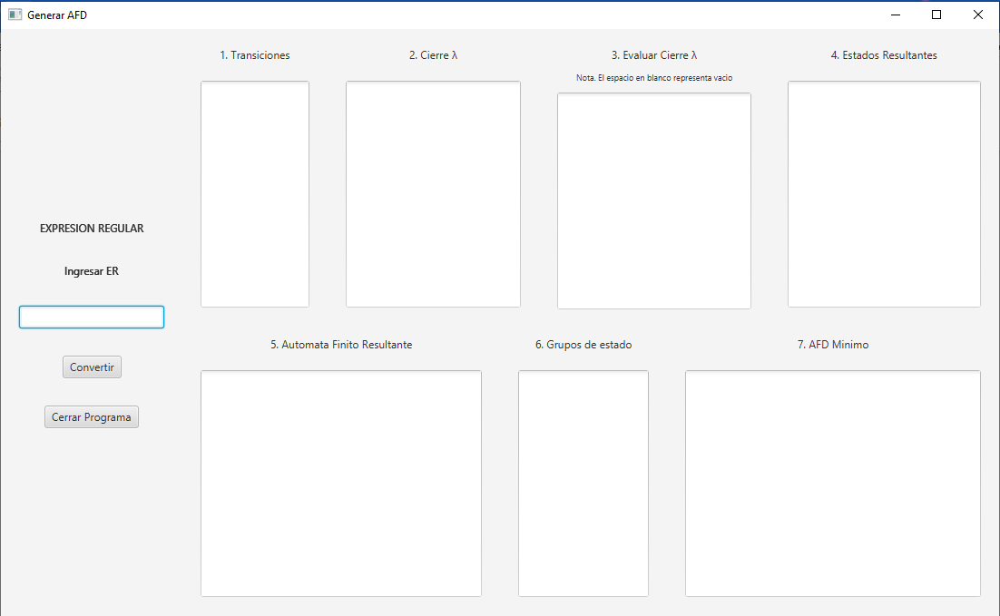 Generar AFD
1. Transiciones
2. Cierre λ
3. Evaluar Cierre λ
4. Estados Resultantes
Nota. El espacio en blanco representa vacio
EXPRESION REGULAR
Ingresar ER
Convertir
Cerrar Programa
5. Automata Finito Resultante
6. Grupos de estado
7. AFD Minimo